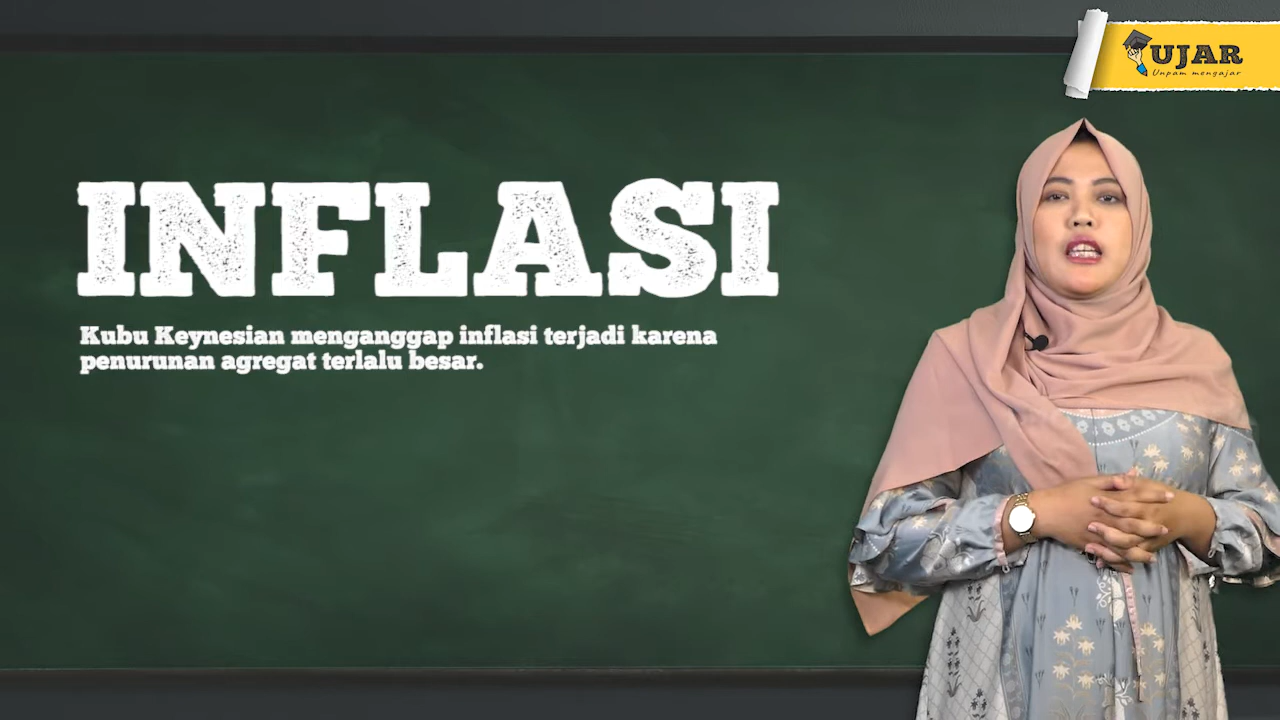 UJAR
Unpam mengajar
INFLASI
Kubu Keynesian menganggap inflasi terjadi karena
penurunan agregat terlalu besar.